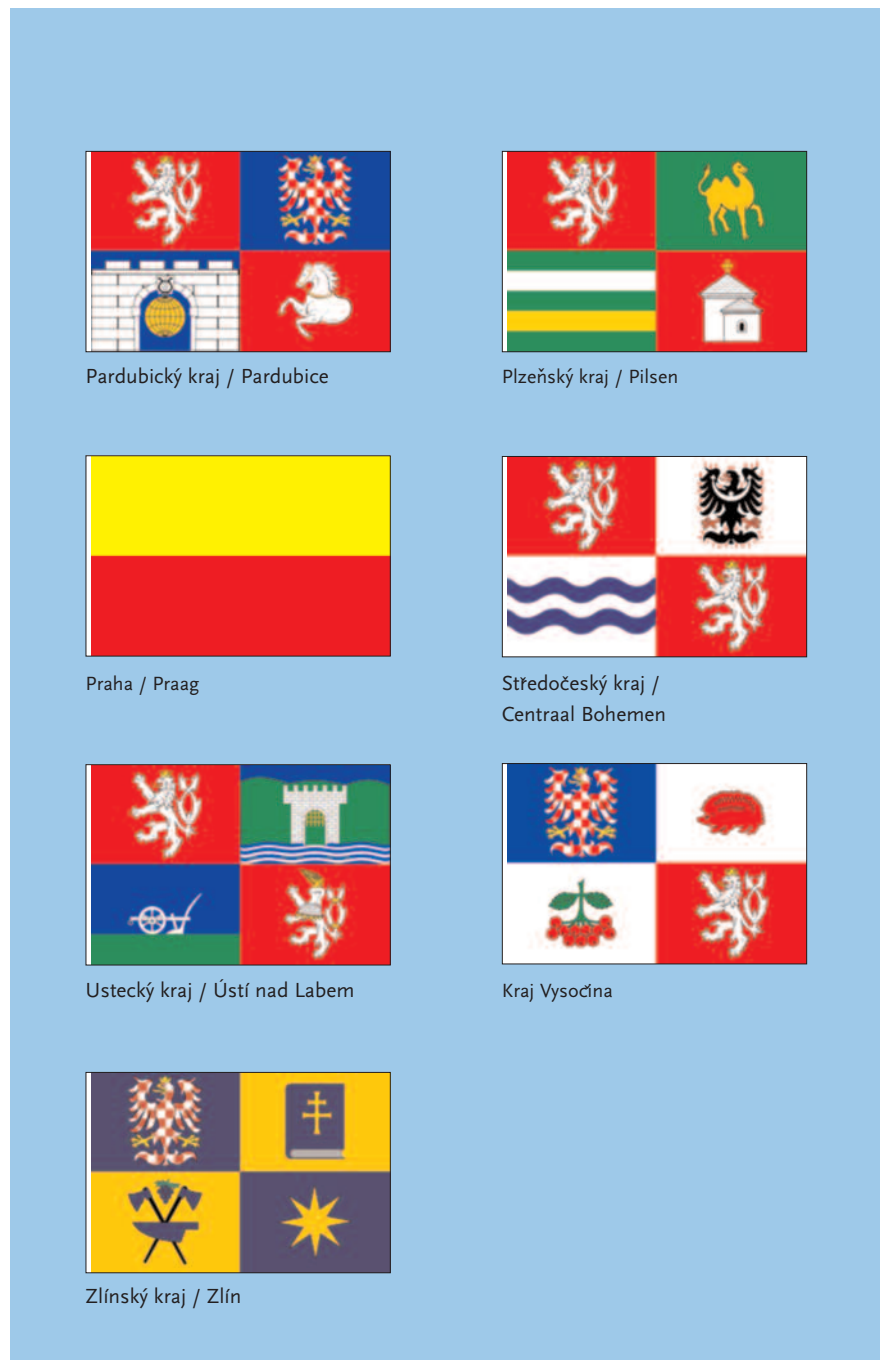 Pardubický kraj / Pardubice
Plzeňský kraj / Pilsen
Praha / Praag
Středočeský kraj /
Centraal Bohemen
Ustecký kraj / Ústí nad Labem
Kraj Vysočina
Zlínský kraj / Zlín